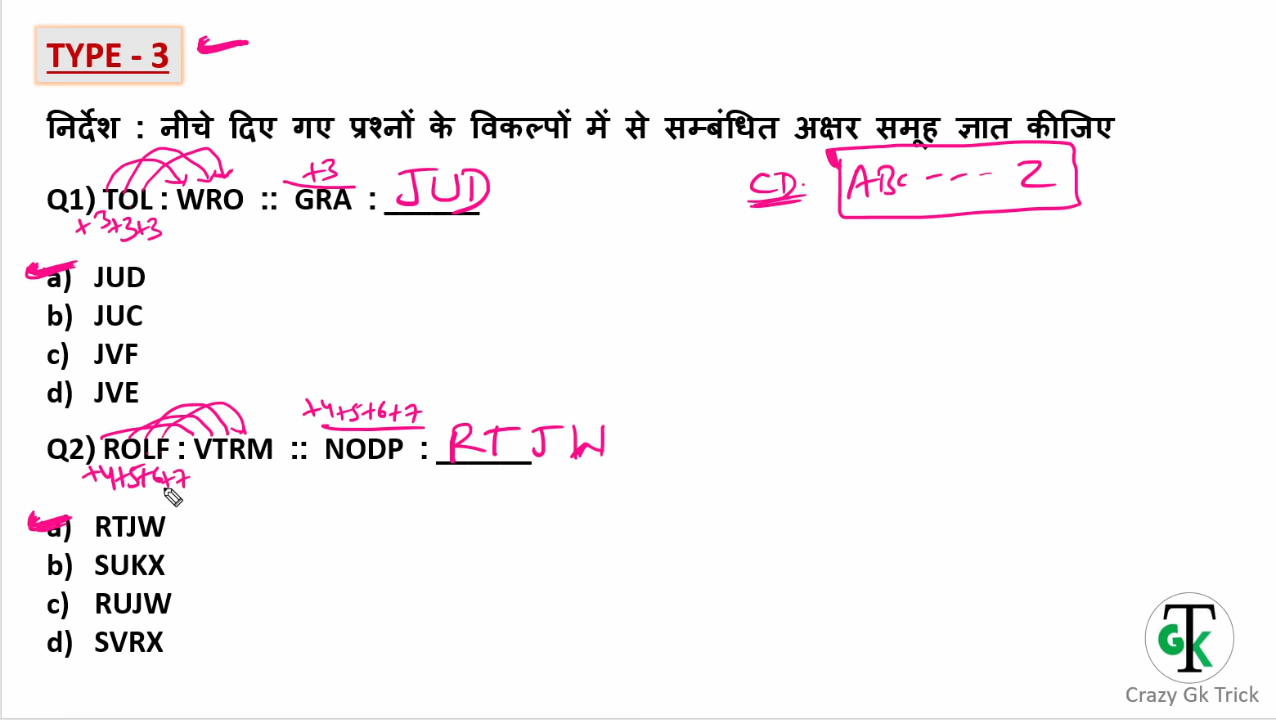 TYPE - 3
निर्देश : नीचे दिए गए प्रश्नों के विकल्पों में से सम्बंधित अक्षर समूह ज्ञात कीजिए
+3
CD. ABC --- Z
Q1) TOL : WRO :: GRA : JUD
+3+3+3
a) JUD
b) JUC
c) JVF
d) JVE
+4+5+6+7
Q2) ROLF : VTRM :: NODP : RTJW
+4+5+6+7
a) RTJW
b) SUKX
c) RUJW
d) SVRX
GTK
Crazy Gk Trick